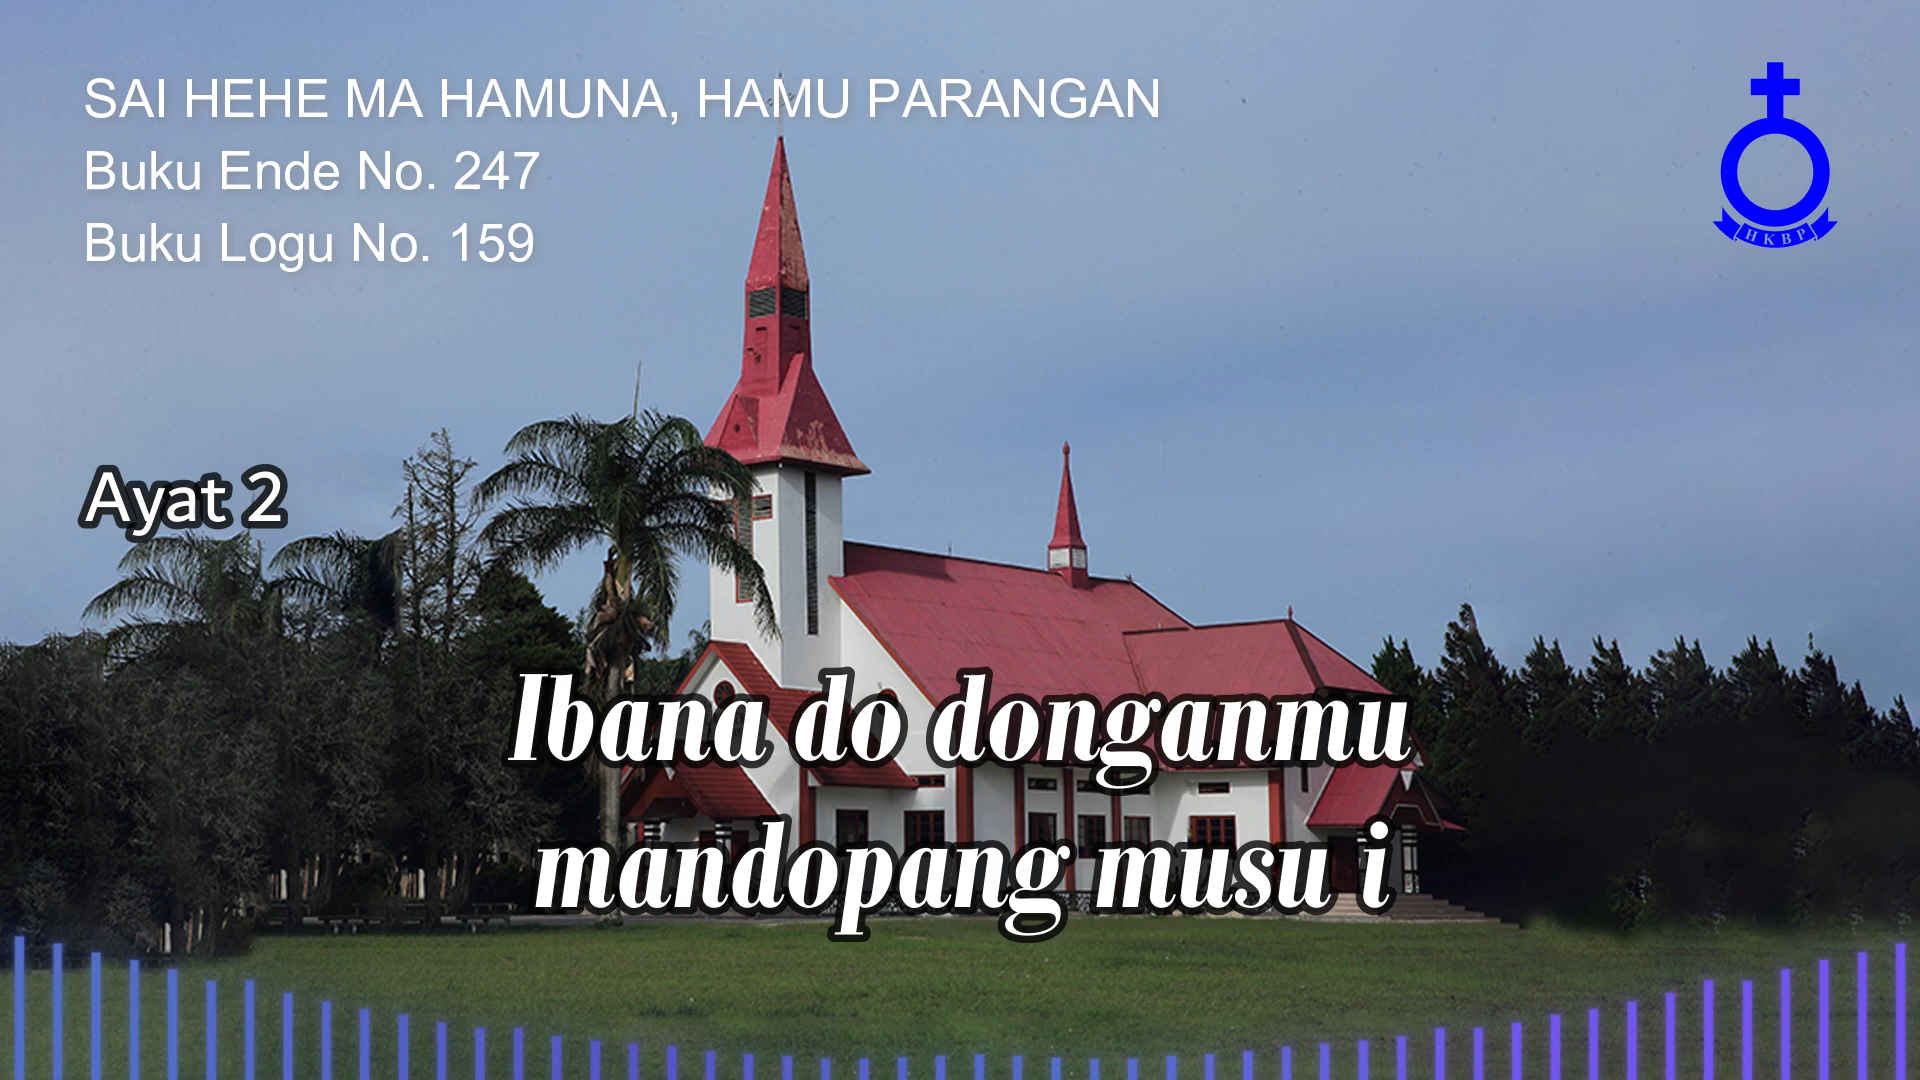 SAI HEHE MA HAMUNA, HAMU PARANGAN
Buku Ende No. 247
Buku Logu No. 159
HKBP
Ayat 2
Ibana do donganmu
mandopang musu i